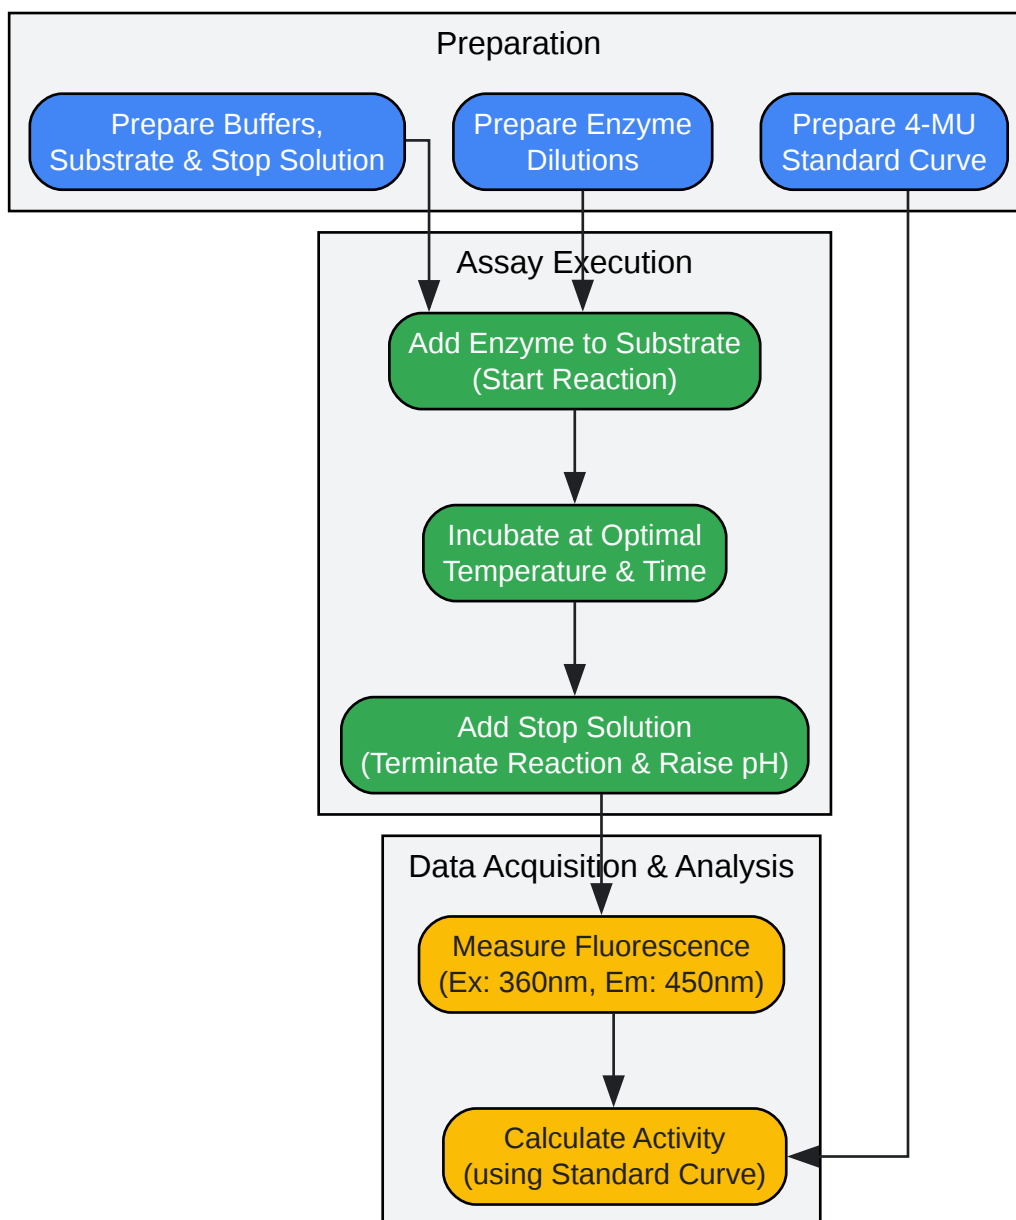 Preparation
Prepare Buffers,
Substrate & Stop Solution
Prepare Enzyme
Dilutions
Prepare 4-MU
Standard Curve
Assay Execution
Add Enzyme to Substrate
(Start Reaction)
Incubate at Optimal
Temperature & Time
Add Stop Solution
(Terminate Reaction & Raise pH)
Data Acquisition & Analysis
Measure Fluorescence
(Ex: 360nm, Em: 450nm)
Calculate Activity
(using Standard Curve)